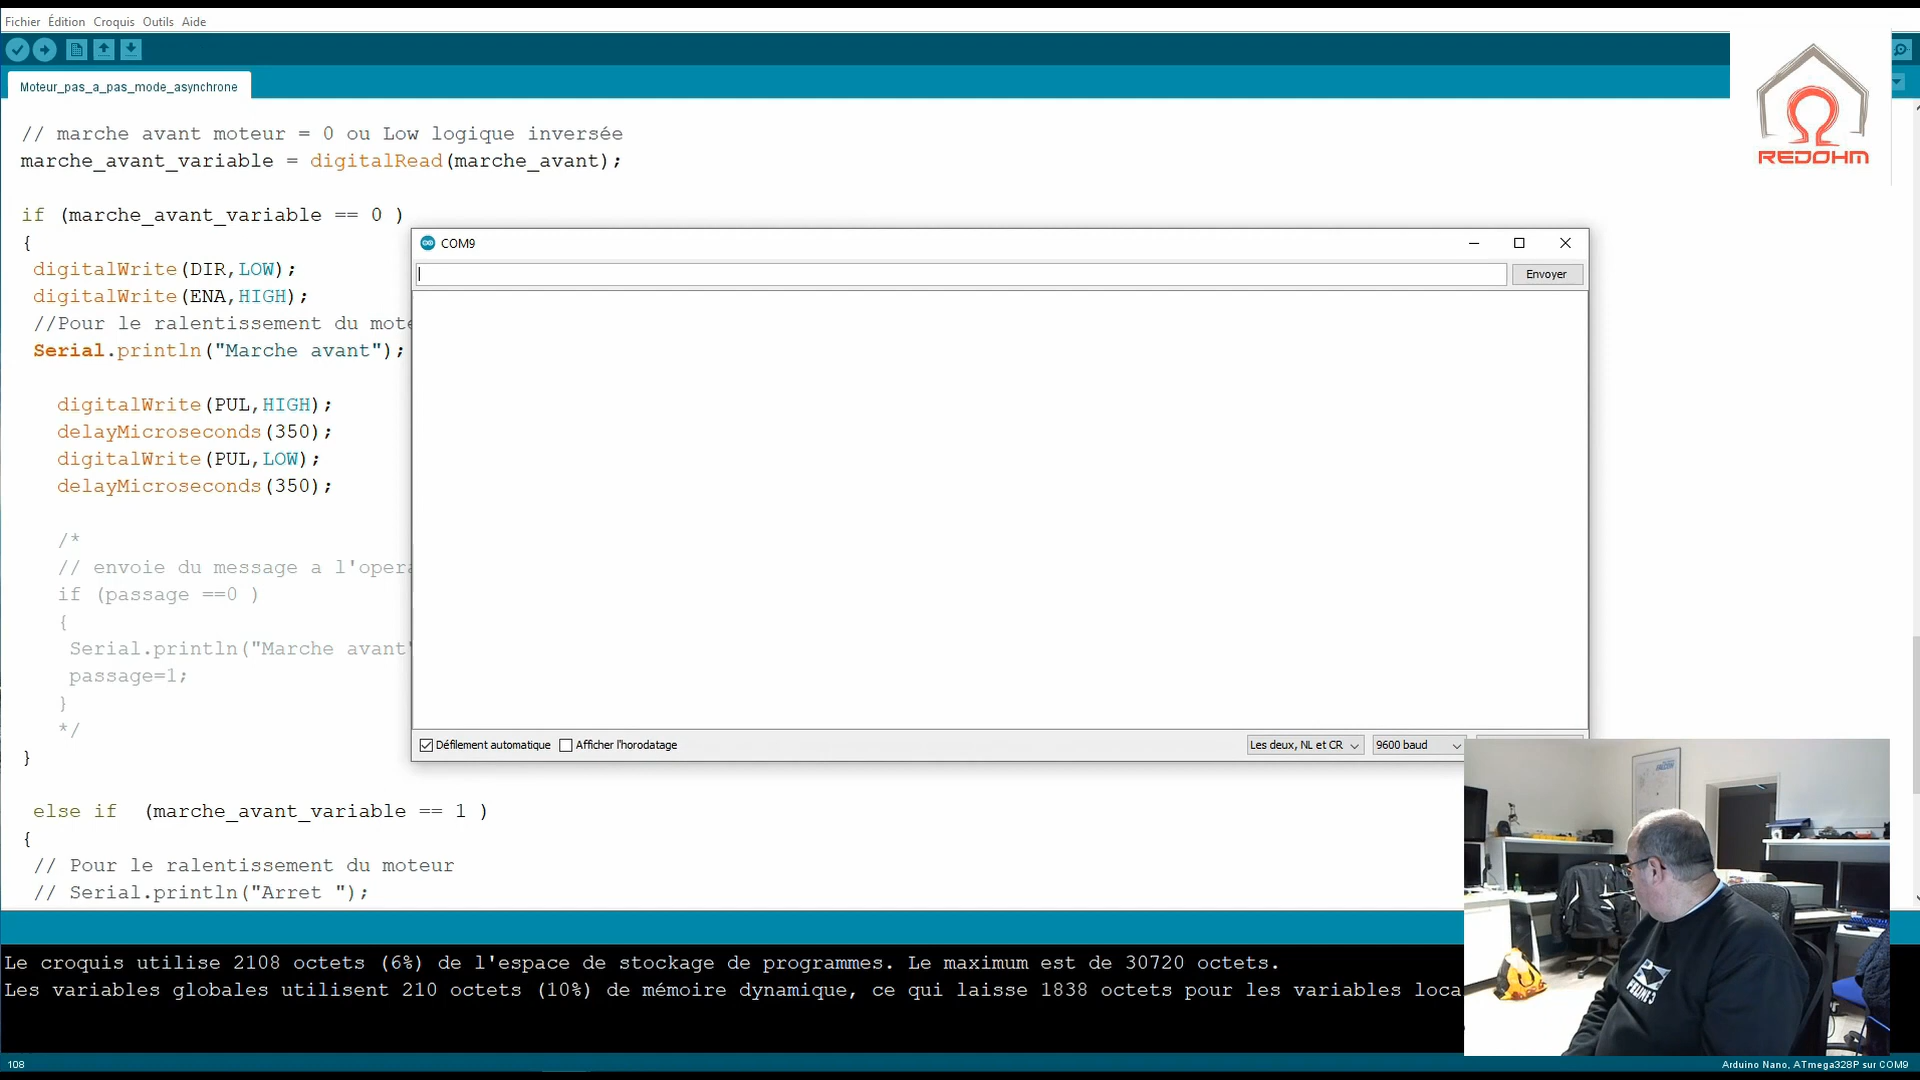 Fichier Édition Croquis Outils Aide
Moteur_pas_a_pas_mode_asynchrone
REDOHM
// marche avant moteur = 0 ou Low logique inversée
marche_avant_variable = digitalRead(marche_avant);
if (marche_avant_variable == 0 )
{
digitalWrite(DIR,LOW);
digitalWrite(ENA,HIGH);
//Pour le ralentissement du mote
Serial.println("Marche avant");
digitalWrite(PUL,HIGH);
delayMicroseconds(350);
digitalWrite(PUL,LOW);
delayMicroseconds(350);
/*
// envoie du message a l'opera
if (passage ==0 )
{
Serial.println("Marche avant"
passage=1;
}
*/
}
else if (marche_avant_variable == 1 )
{
// Pour le ralentissement du moteur
// Serial.println("Arret ");
COM9
Envoyer
Défilement automatique Afficher l'horodatage
Les deux, NL et CR 9600 baud
Le croquis utilise 2108 octets (6%) de l'espace de stockage de programmes. Le maximum est de 30720 octets.
Les variables globales utilisent 210 octets (10%) de mémoire dynamique, ce qui laisse 1838 octets pour les variables loca
108
Arduino Nano, ATmega328P sur COM9